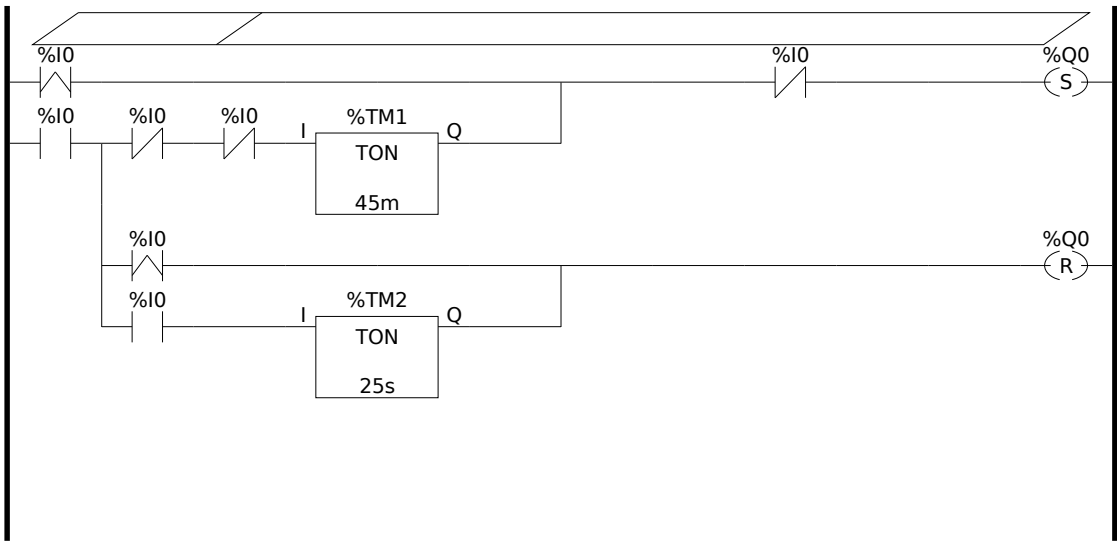 %I0 %I0 %Q0
S
%I0 %I0 %I0 I %TM1 Q
TON
45m
%I0 %Q0
R
%I0 I %TM2 Q
TON
25s